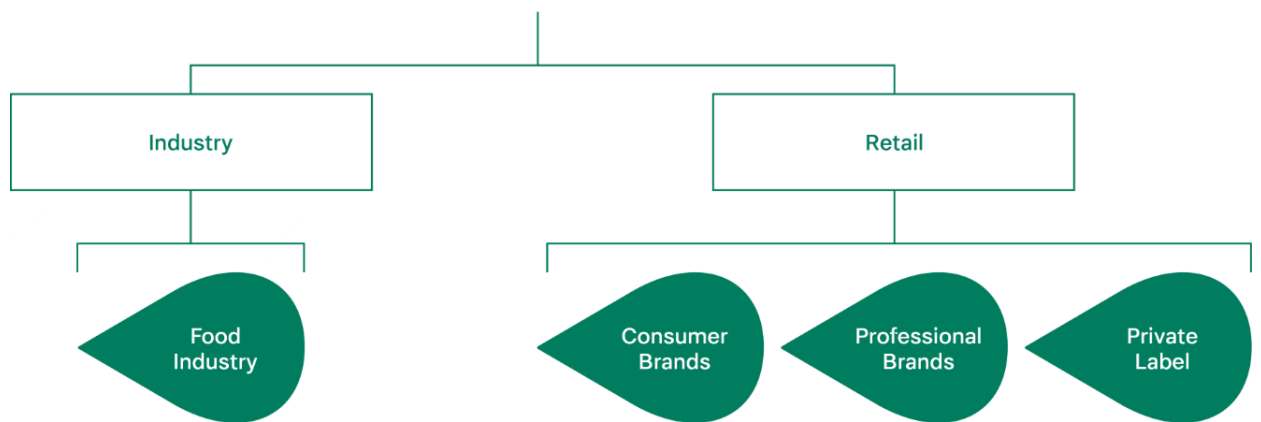 Industry
Retail
Food
Industry
Consumer
Brands
Professional
Brands
Private
Label